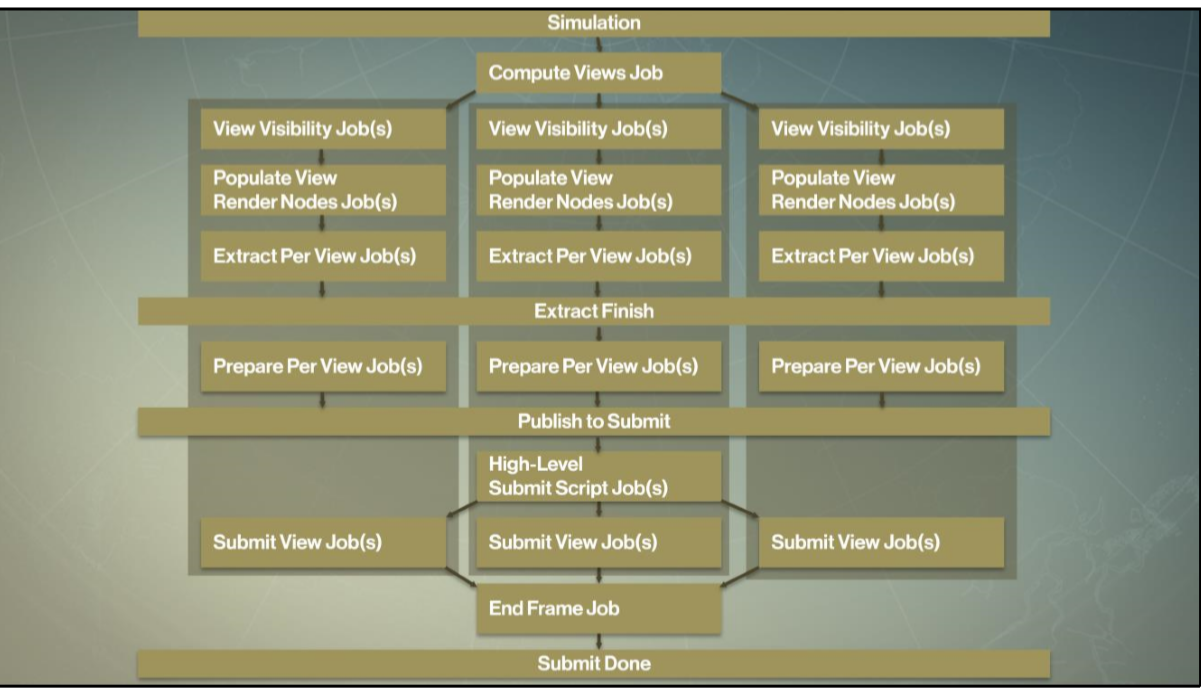 Simulation
Compute Views Job
View Visibility Job(s)
View Visibility Job(s)
View Visibility Job(s)
Populate View
Render Nodes Job(s)
Populate View
Render Nodes Job(s)
Populate View
Render Nodes Job(s)
Extract Per View Job(s)
Extract Per View Job(s)
Extract Per View Job(s)
Extract Finish
Prepare Per View Job(s)
Prepare Per View Job(s)
Prepare Per View Job(s)
Publish to Submit
High-Level
Submit Script Job(s)
Submit View Job(s)
Submit View Job(s)
Submit View Job(s)
End Frame Job
Submit Done